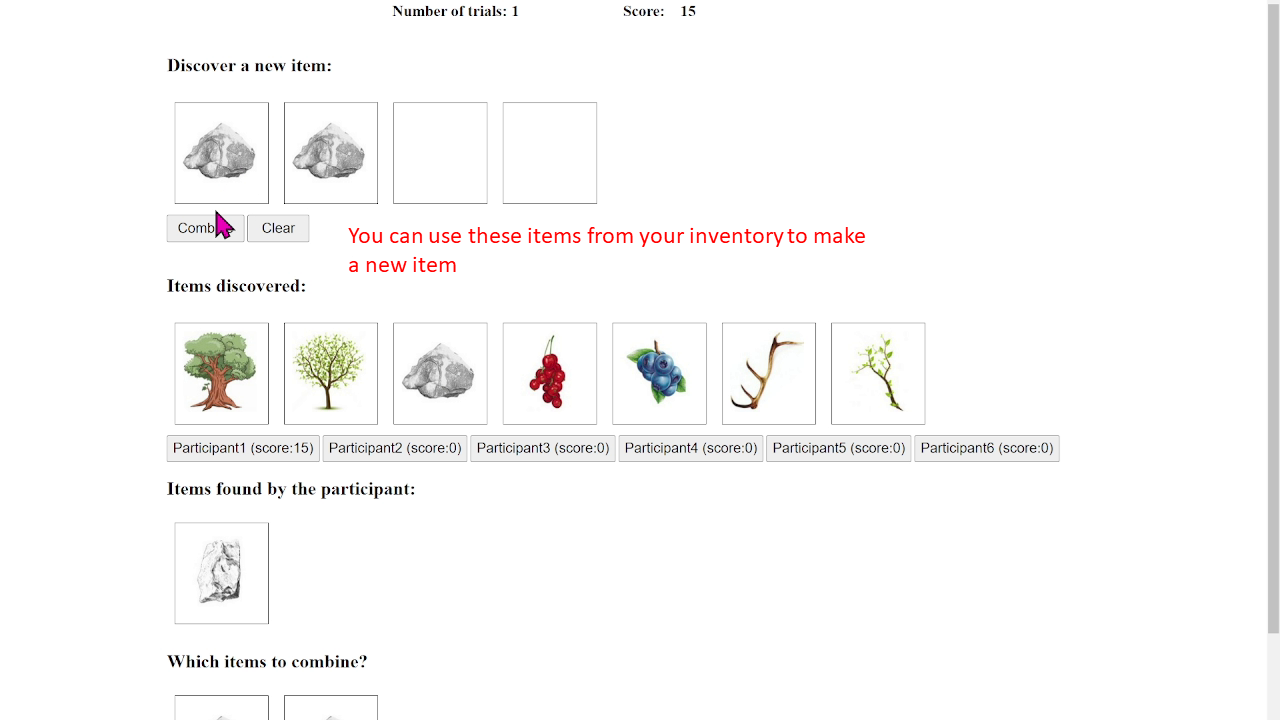 Number of trials: 1 Score: 15
Discover a new item:
Clear
You can use these items from your inventory to make
a new item
Items discovered:
Participant1 (score:15) Participant2 (score:0) Participant3 (score:0) Participant4 (score:0) Participant5 (score:0) Participant6 (score:0)
Items found by the participant:
Which items to combine?